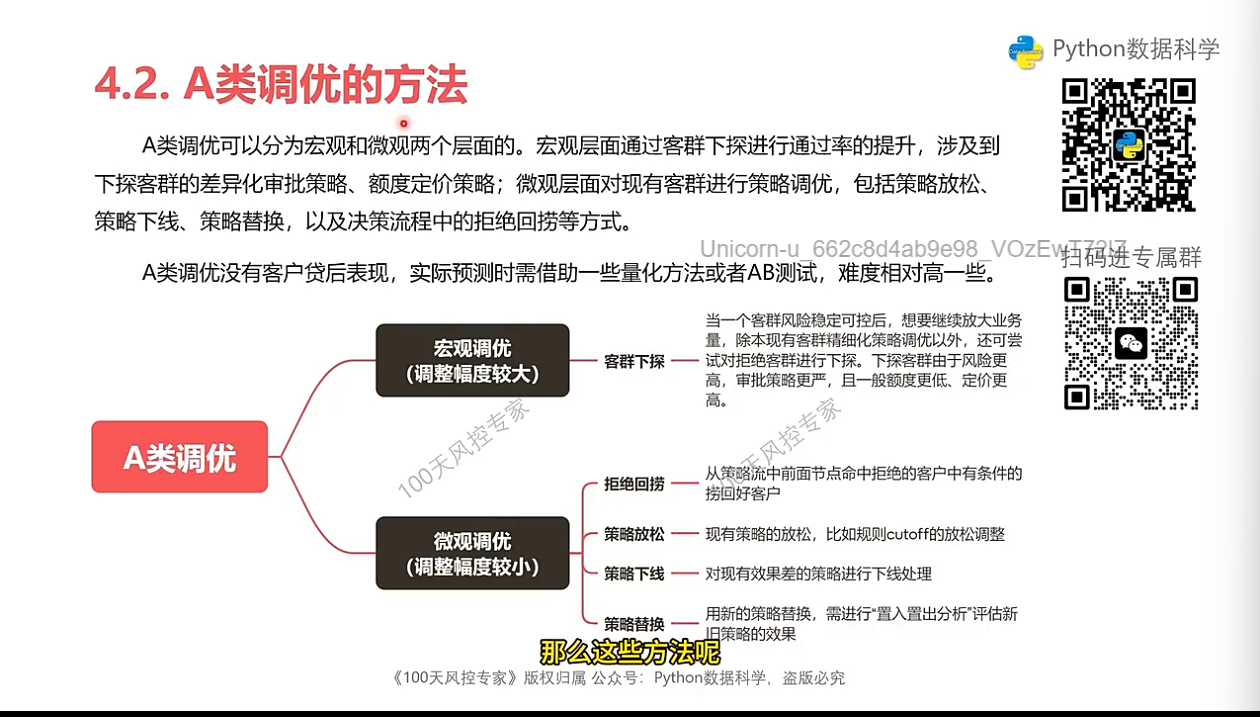 Python数据科学
4.2. A类调优的方法
A类调优可以分为宏观和微观两个层面的。宏观层面通过客群下探进行通过率的提升，涉及到
下探客群的差异化审批策略、额度定价策略；微观层面对现有客群进行策略调优，包括策略放松、
策略下线、策略替换，以及决策流程中的拒绝回捞等方式。
Unicorn-u_662c8d4ab9e98_VOzEwT72IZ
扫码进专属群
A类调优没有客户贷后表现，实际预测时需借助一些量化方法或者AB测试，难度相对高一些。
A类调优
宏观调优
(调整幅度较大)
客群下探
当一个客群风险稳定可控后，想要继续放大业务
量，除本现有客群精细化策略调优以外，还可尝
试对拒绝客群进行下探。下探客群由于风险更
高，审批策略更严，且一般额度更低、定价更
高。
100天风控专家
100天风控专家
微观调优
(调整幅度较小)
拒绝回捞
从策略流中前面节点命中拒绝的客户中有条件的
捞回好客户
策略放松
现有策略的放松，比如规则cutoff的放松调整
策略下线
对现有效果差的策略进行下线处理
策略替换
用新的策略替换，需进行“置入置出分析”评估新
旧策略的效果
那么这些方法呢
《100天风控专家》版权归属 公众号：Python数据科学，盗版必究